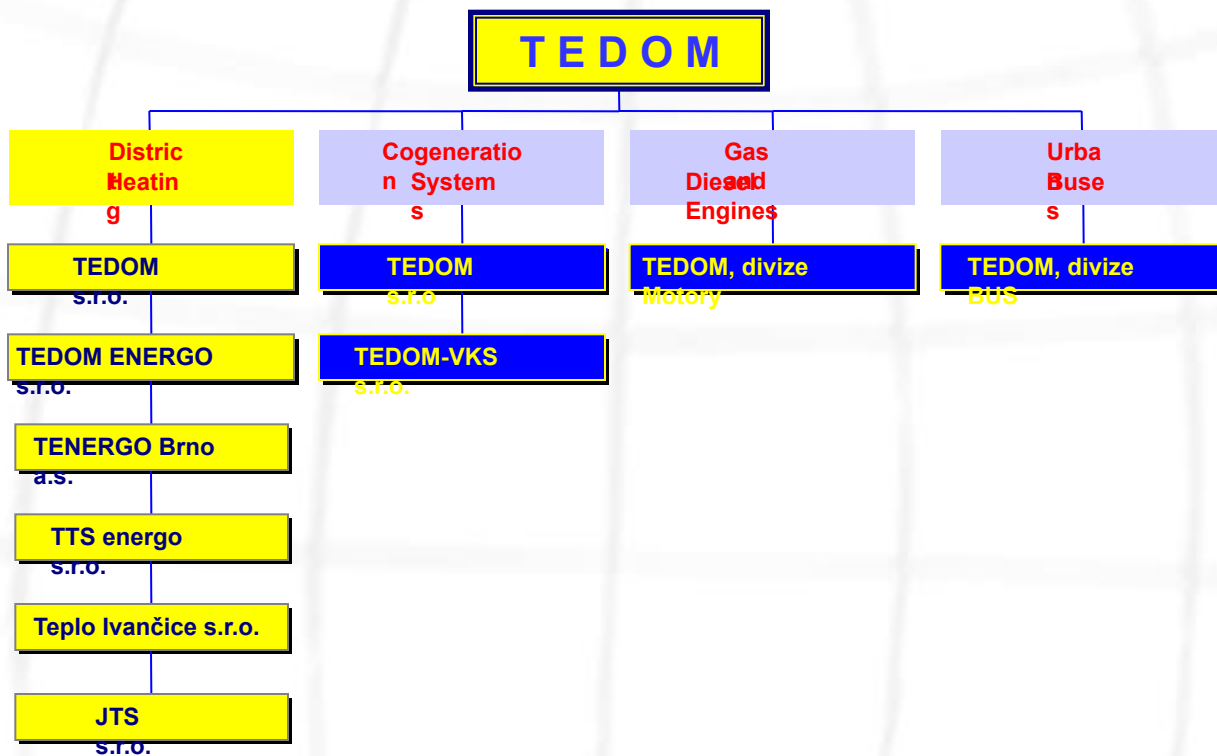 T E D O M
Distric
t
Heatin
g
Cogeneratio
n System
s
Gas
and
Diesel
Engines
Urba
n
Buse
s
TEDOM
s.r.o.
TEDOM
s.r.o
TEDOM, divize
Motory
TEDOM, divize
BUS
TEDOM ENERGO
s.r.o.
TEDOM-VKS
s.r.o.
TENERGO Brno
a.s.
TTS energo
s.r.o.
Teplo Ivančice s.r.o.
JTS
s.r.o.